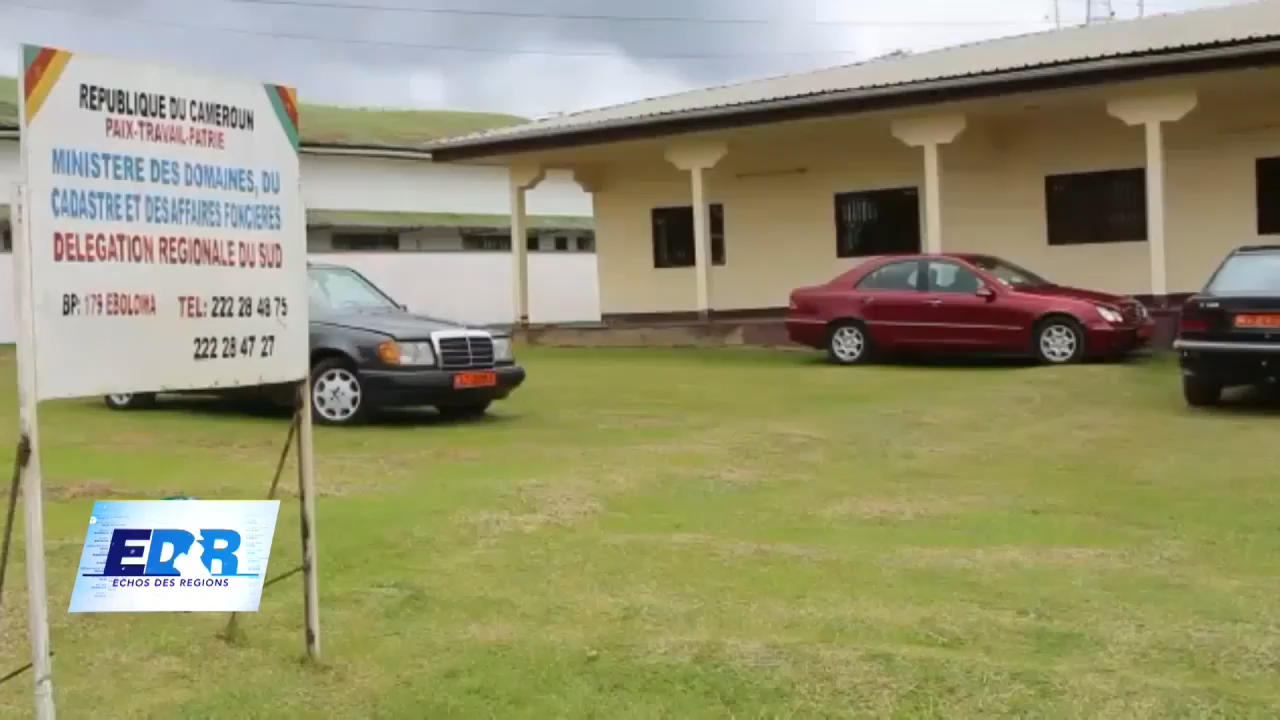 REPUBLIQUE DU CAMEROUN
PAIX-TRAVAIL-PATRIE
MINISTERE DES DOMAINES, DU
CADASTRE ET DES AFFAIRES FONCIERES
DELEGATION REGIONALE DU SUD
BP: 179 EBOLOWA TEL: 222 28 48 75
222 28 47 27
EDR
ECHOS DES REGIONS